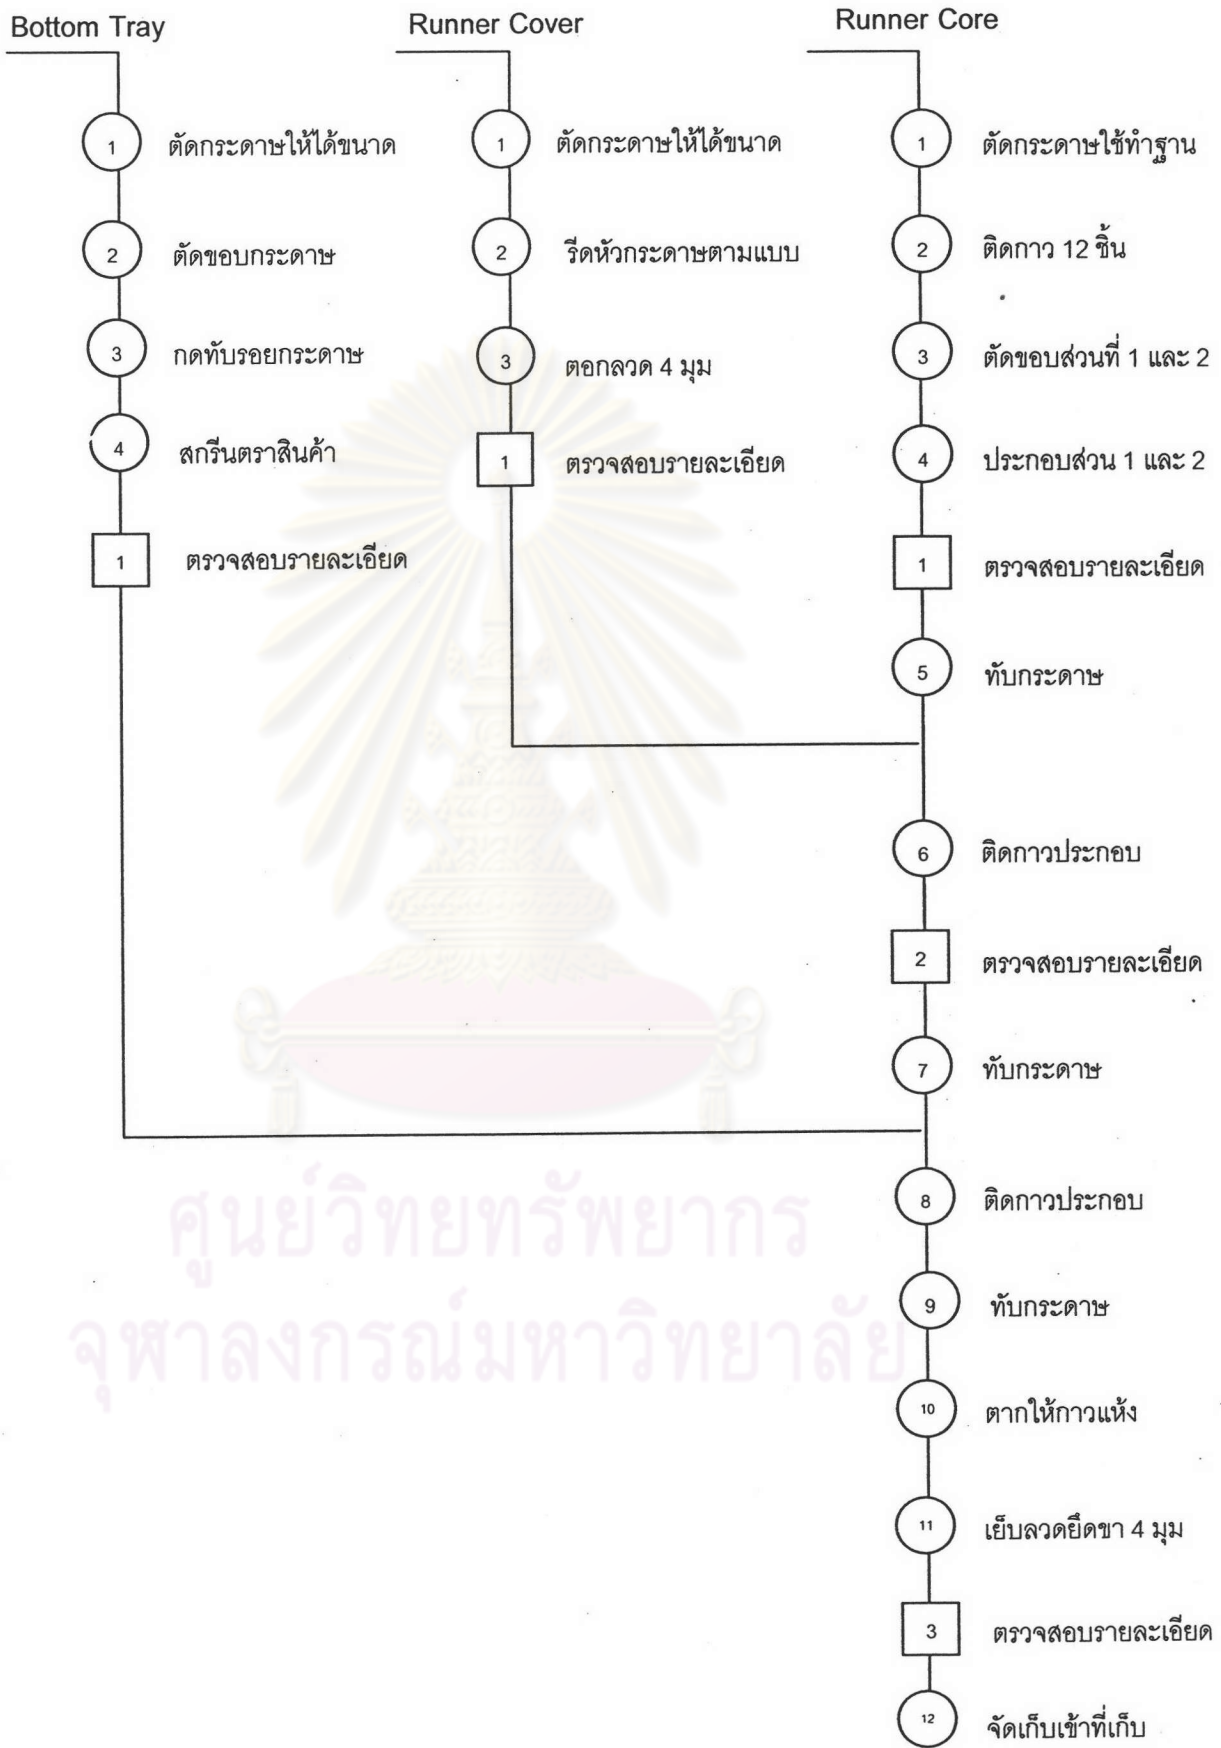 Bottom Tray
1 ตัดกระดาษให้ได้ขนาด
2 ตัดขอบกระดาษ
3 กดทับรอยกระดาษ
4 สกรีนตราสินค้า
1 ตรวจสอบรายละเอียด
Runner Cover
1 ตัดกระดาษให้ได้ขนาด
2 รีดหัวกระดาษตามแบบ
3 ตอกลวด 4 มุม
1 ตรวจสอบรายละเอียด
Runner Core
1 ตัดกระดาษใช้ทำฐาน
2 ติดกาว 12 ชิ้น
3 ตัดขอบส่วนที่ 1 และ 2
4 ประกอบส่วน 1 และ 2
1 ตรวจสอบรายละเอียด
5 ทับกระดาษ
6 ติดกาวประกอบ
2 ตรวจสอบรายละเอียด
7 ทับกระดาษ
8 ติดกาวประกอบ
9 ทับกระดาษ
10 ตากให้กาวแห้ง
11 เย็บลวดยึดขา 4 มุม
3 ตรวจสอบรายละเอียด
12 จัดเก็บเข้าที่เก็บ
ศูนย์วิทยทรัพยากร
จุฬาลงกรณ์มหาวิทยาลัย